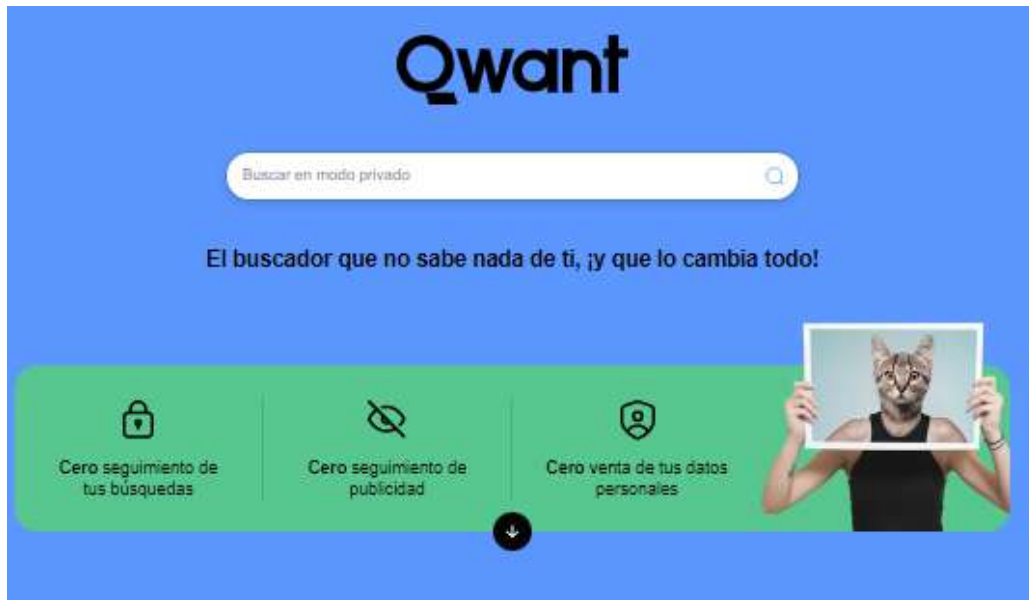 Qwant
Buscar en modo privado
El buscador que no sabe nada de ti, ¡y que lo cambia todo!
Cero seguimiento de
tus búsquedas
Cero seguimiento de
publicidad
Cero venta de tus datos
personales